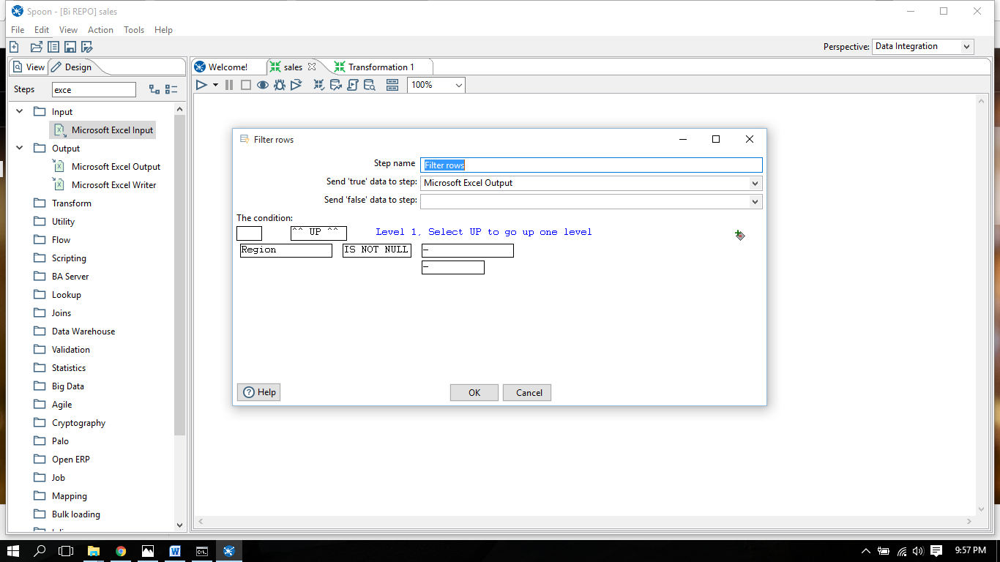 Spoon - [Bi REPO] sales
File Edit View Action Tools Help
Perspective: Data Integration
View Design
Welcome! sales Transformation 1
Steps exce
100%
Input
Microsoft Excel Input
Output
Microsoft Excel Output
Microsoft Excel Writer
Transform
Utility
Flow
Scripting
BA Server
Lookup
Joins
Data Warehouse
Validation
Statistics
Big Data
Agile
Cryptography
Palo
Open ERP
Job
Mapping
Bulk loading
Filter rows
Step name Filter rows
Send 'true' data to step: Microsoft Excel Output
Send 'false' data to step:
The condition:
^^ UP ^^ Level 1, Select UP to go up one level
Region IS NOT NULL -
-
Help OK Cancel
9:57 PM